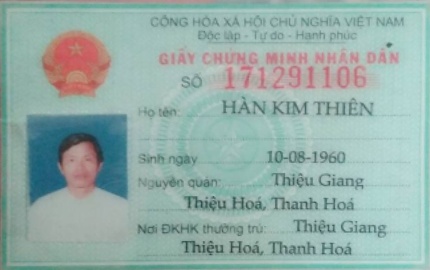 CỘNG HÒA XÃ HỘI CHỦ NGHĨA VIỆT NAM
Độc lập - Tự do - Hạnh phúc
GIẤY CHỨNG MINH NHÂN DÂN
SỐ 171291106
Họ tên: HÀN KIM THIÊN
Sinh ngày 10-08-1960
Nguyên quán: Thiệu Giang
Thiệu Hoá, Thanh Hoá
Nơi ĐKHK thường trú: Thiệu Giang
Thiệu Hoá, Thanh Hoá